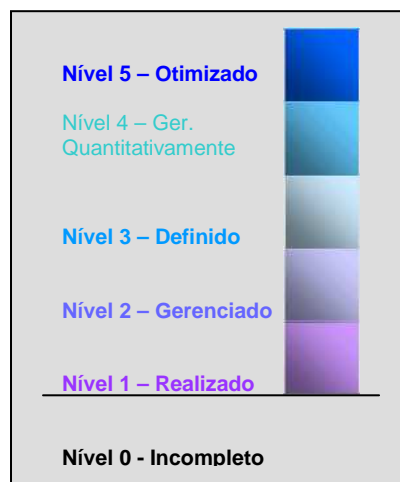 Nível 5 – Otimizado
Nível 4 – Ger.
Quantitativamente
Nível 3 – Definido
Nível 2 – Gerenciado
Nível 1 – Realizado
Nível 0 - Incompleto